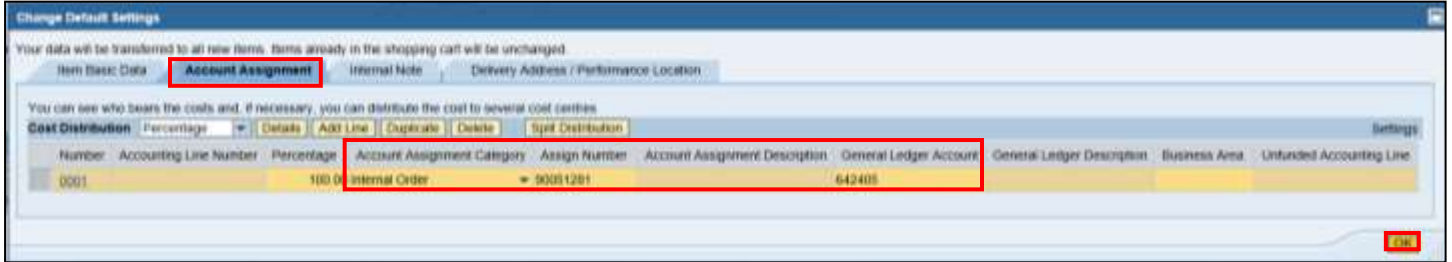 Change Default Settings
Your data will be transferred to all new items. Items already in the shopping cart will be unchanged
Item Basic Data Account Assignment Internal Note Delivery Address / Performance Location
You can see who bears the costs and, if necessary, you can distribute the cost to several cost centres
Cost Distribution Percentage Details Add Line Duplicate Delete Split Distribution Settings
Number Accounting Line Number Percentage Account Assignment Category Assign Number Account Assignment Description General Ledger Account General Ledger Description Business Area Unfunded Accounting Line
0001 100.00 Internal Order 90051281 642405
OK